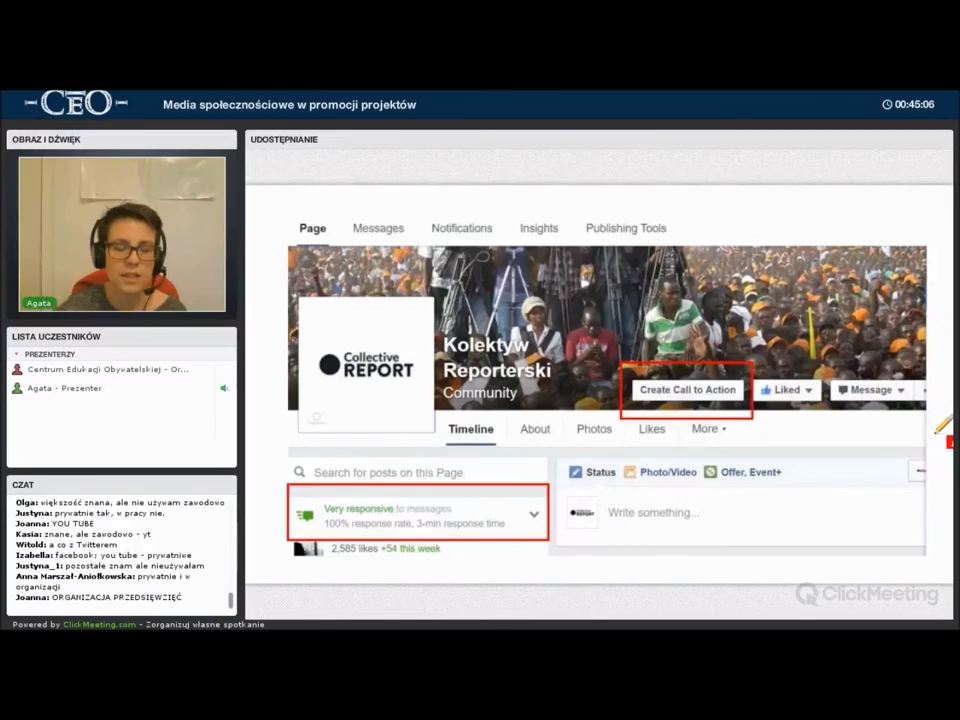 CEO
Media społecznościowe w promocji projektów
00:45:06
OBRAZ I DŹWIĘK
Agata
LISTA UCZESTNIKÓW
PREZENTERZY
Centrum Edukacji Obywatelskiej - Or...
Agata - Prezenter
CZAT
Olga: większość znana, ale nie używam zawodowo
Justyna: prywatnie tak, w pracy nie.
Joanna: YOU TUBE
Kasia: znane, ale zawodowo - yt
Witold: a co z Twitterem
Izabella: facebook; you tube - prywatniwe
Justyna_1: pozostałe znam ale nieużywałam
Anna Marszał-Aniołkowska: prywatnie i w
organizacji
Joanna: ORGANIZACJA PRZEDSIĘWZIĘĆ
UDOSTĘPNIANIE
Page Messages Notifications Insights Publishing Tools
Collective
REPORT
Kolektyw
Reporterski
Community
Create Call to Action Liked Message
Timeline About Photos Likes More
Search for posts on this Page
Very responsive to messages
100% response rate, 3-min response time
2,585 likes +54 this week
Status Photo/Video Offer, Event+
Write something...
ClickMeeting
Powered by ClickMeeting.com - Zorganizuj własne spotkanie